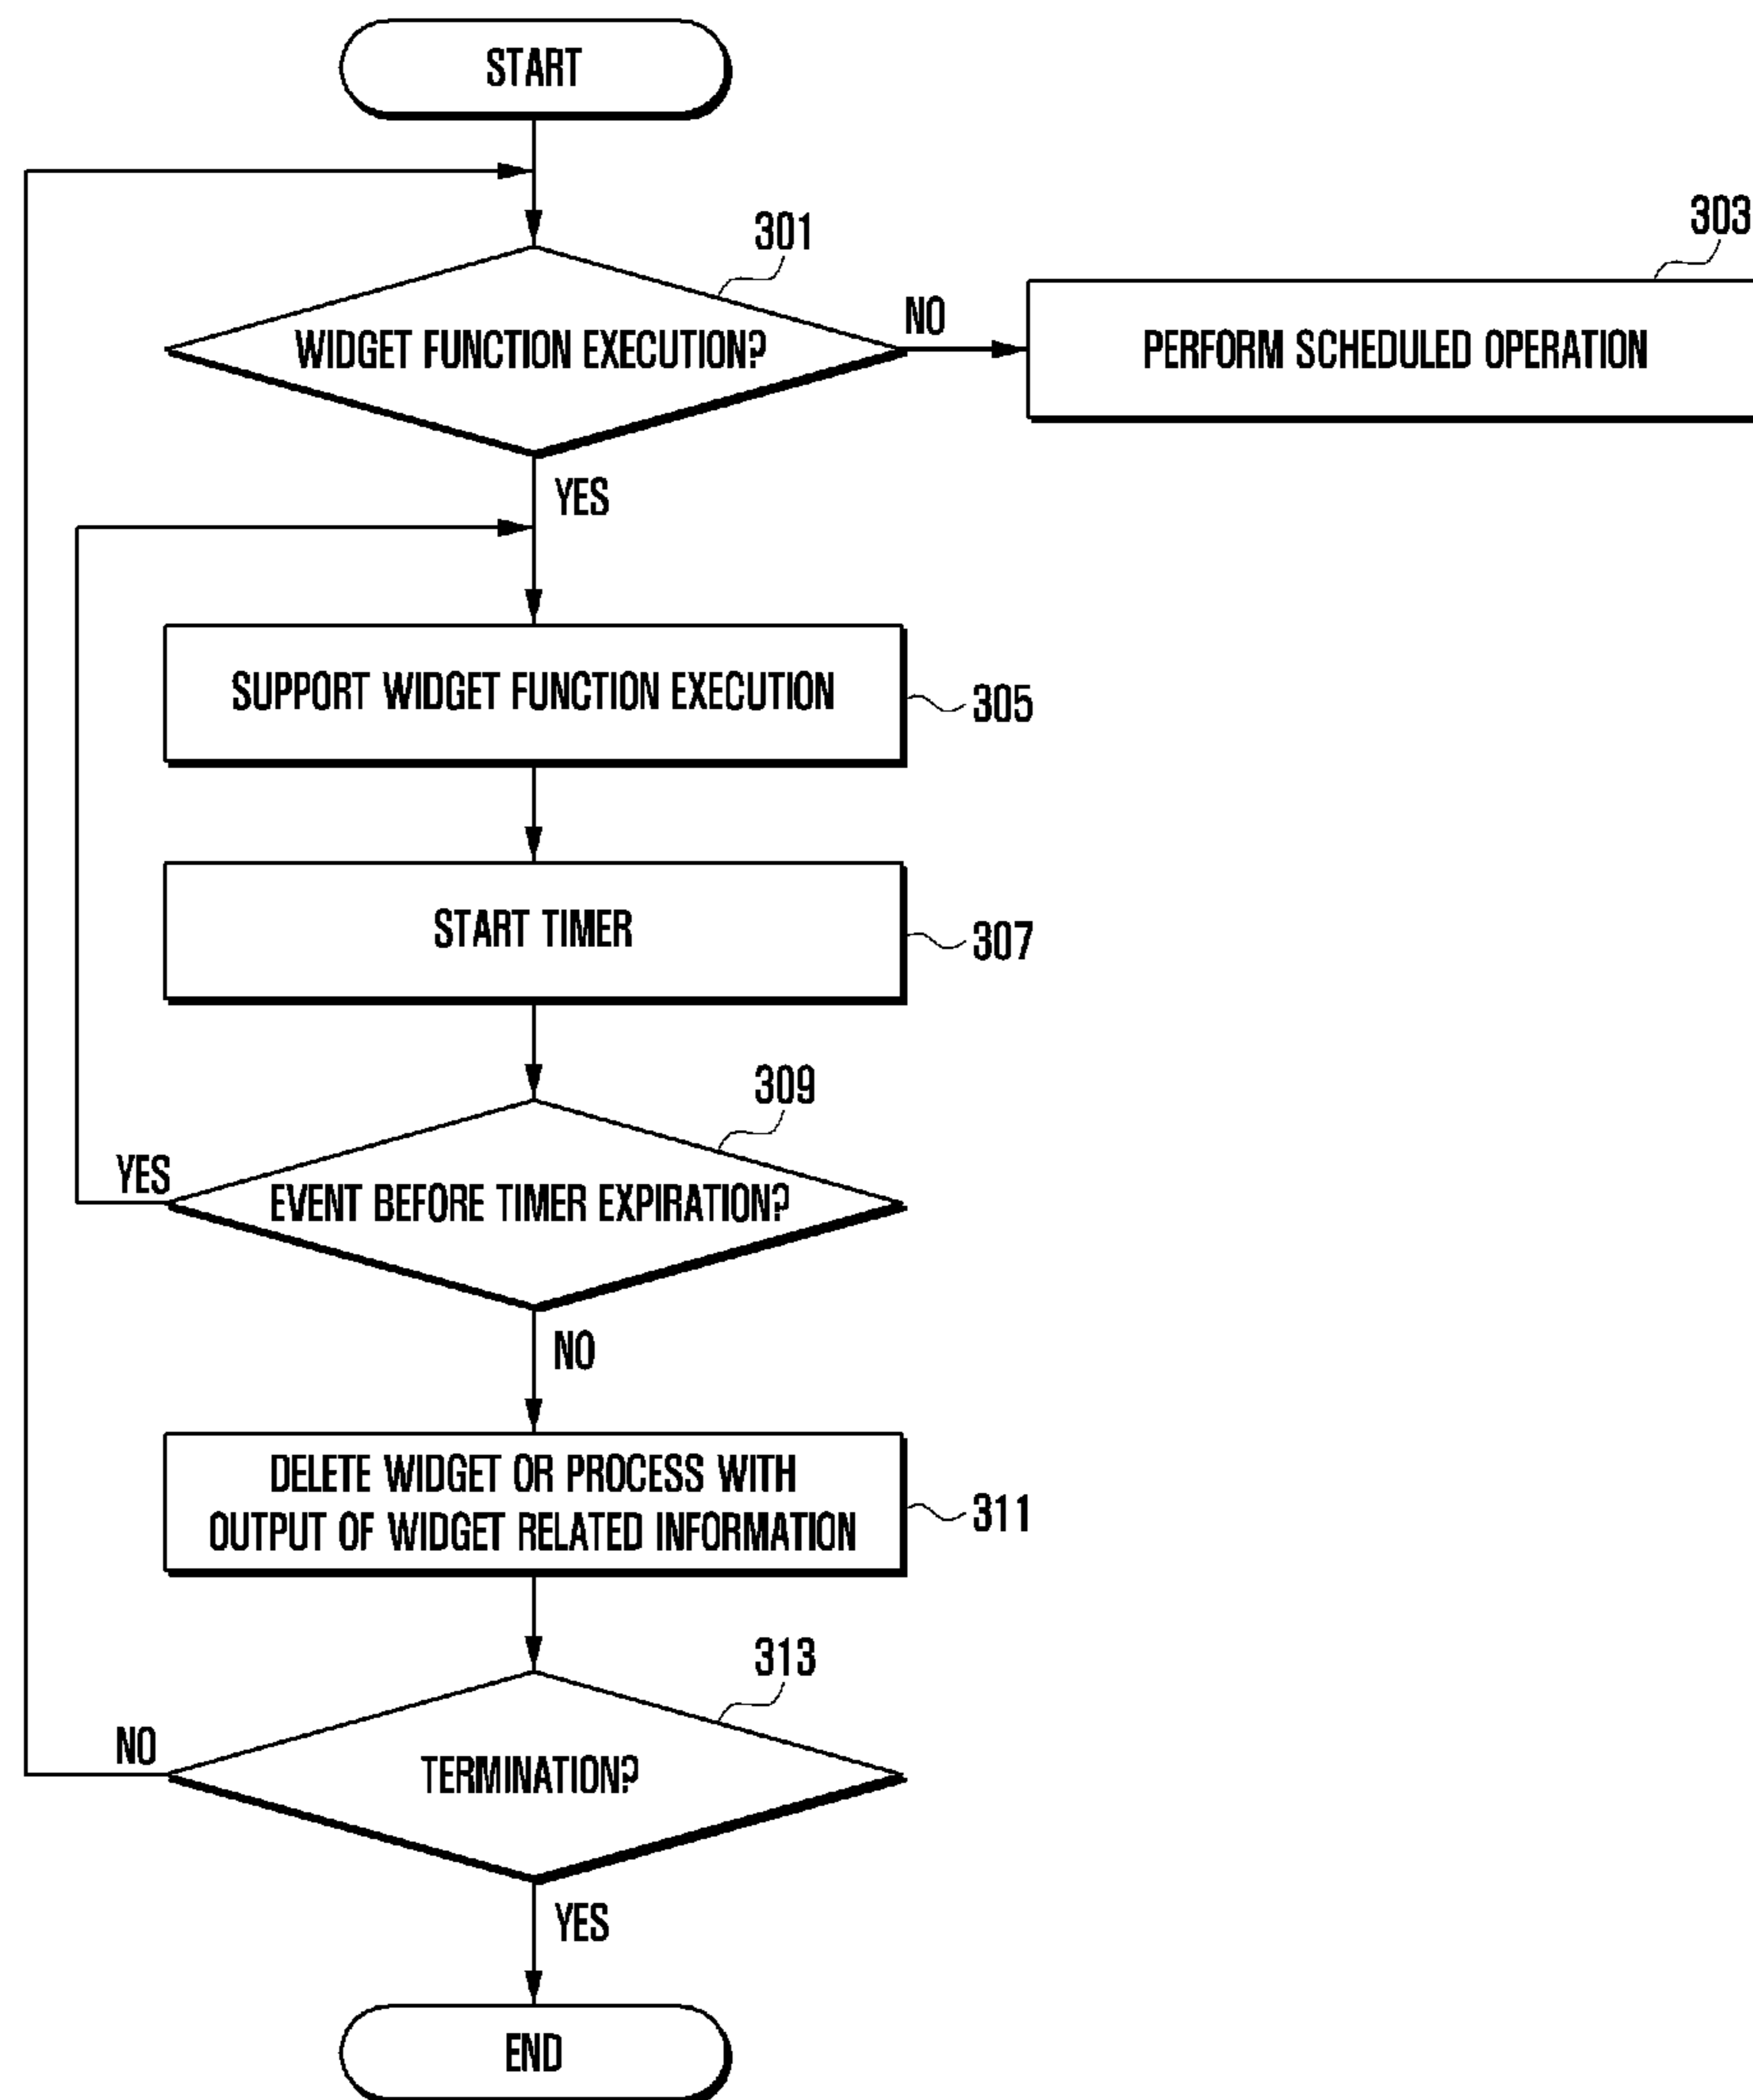 START
301
303
WIDGET FUNCTION EXECUTION?
NO
PERFORM SCHEDULED OPERATION
YES
SUPPORT WIDGET FUNCTION EXECUTION
305
START TIMER
307
309
YES
EVENT BEFORE TIMER EXPIRATION?
NO
DELETE WIDGET OR PROCESS WITH
OUTPUT OF WIDGET RELATED INFORMATION
311
313
NO
TERMINATION?
YES
END